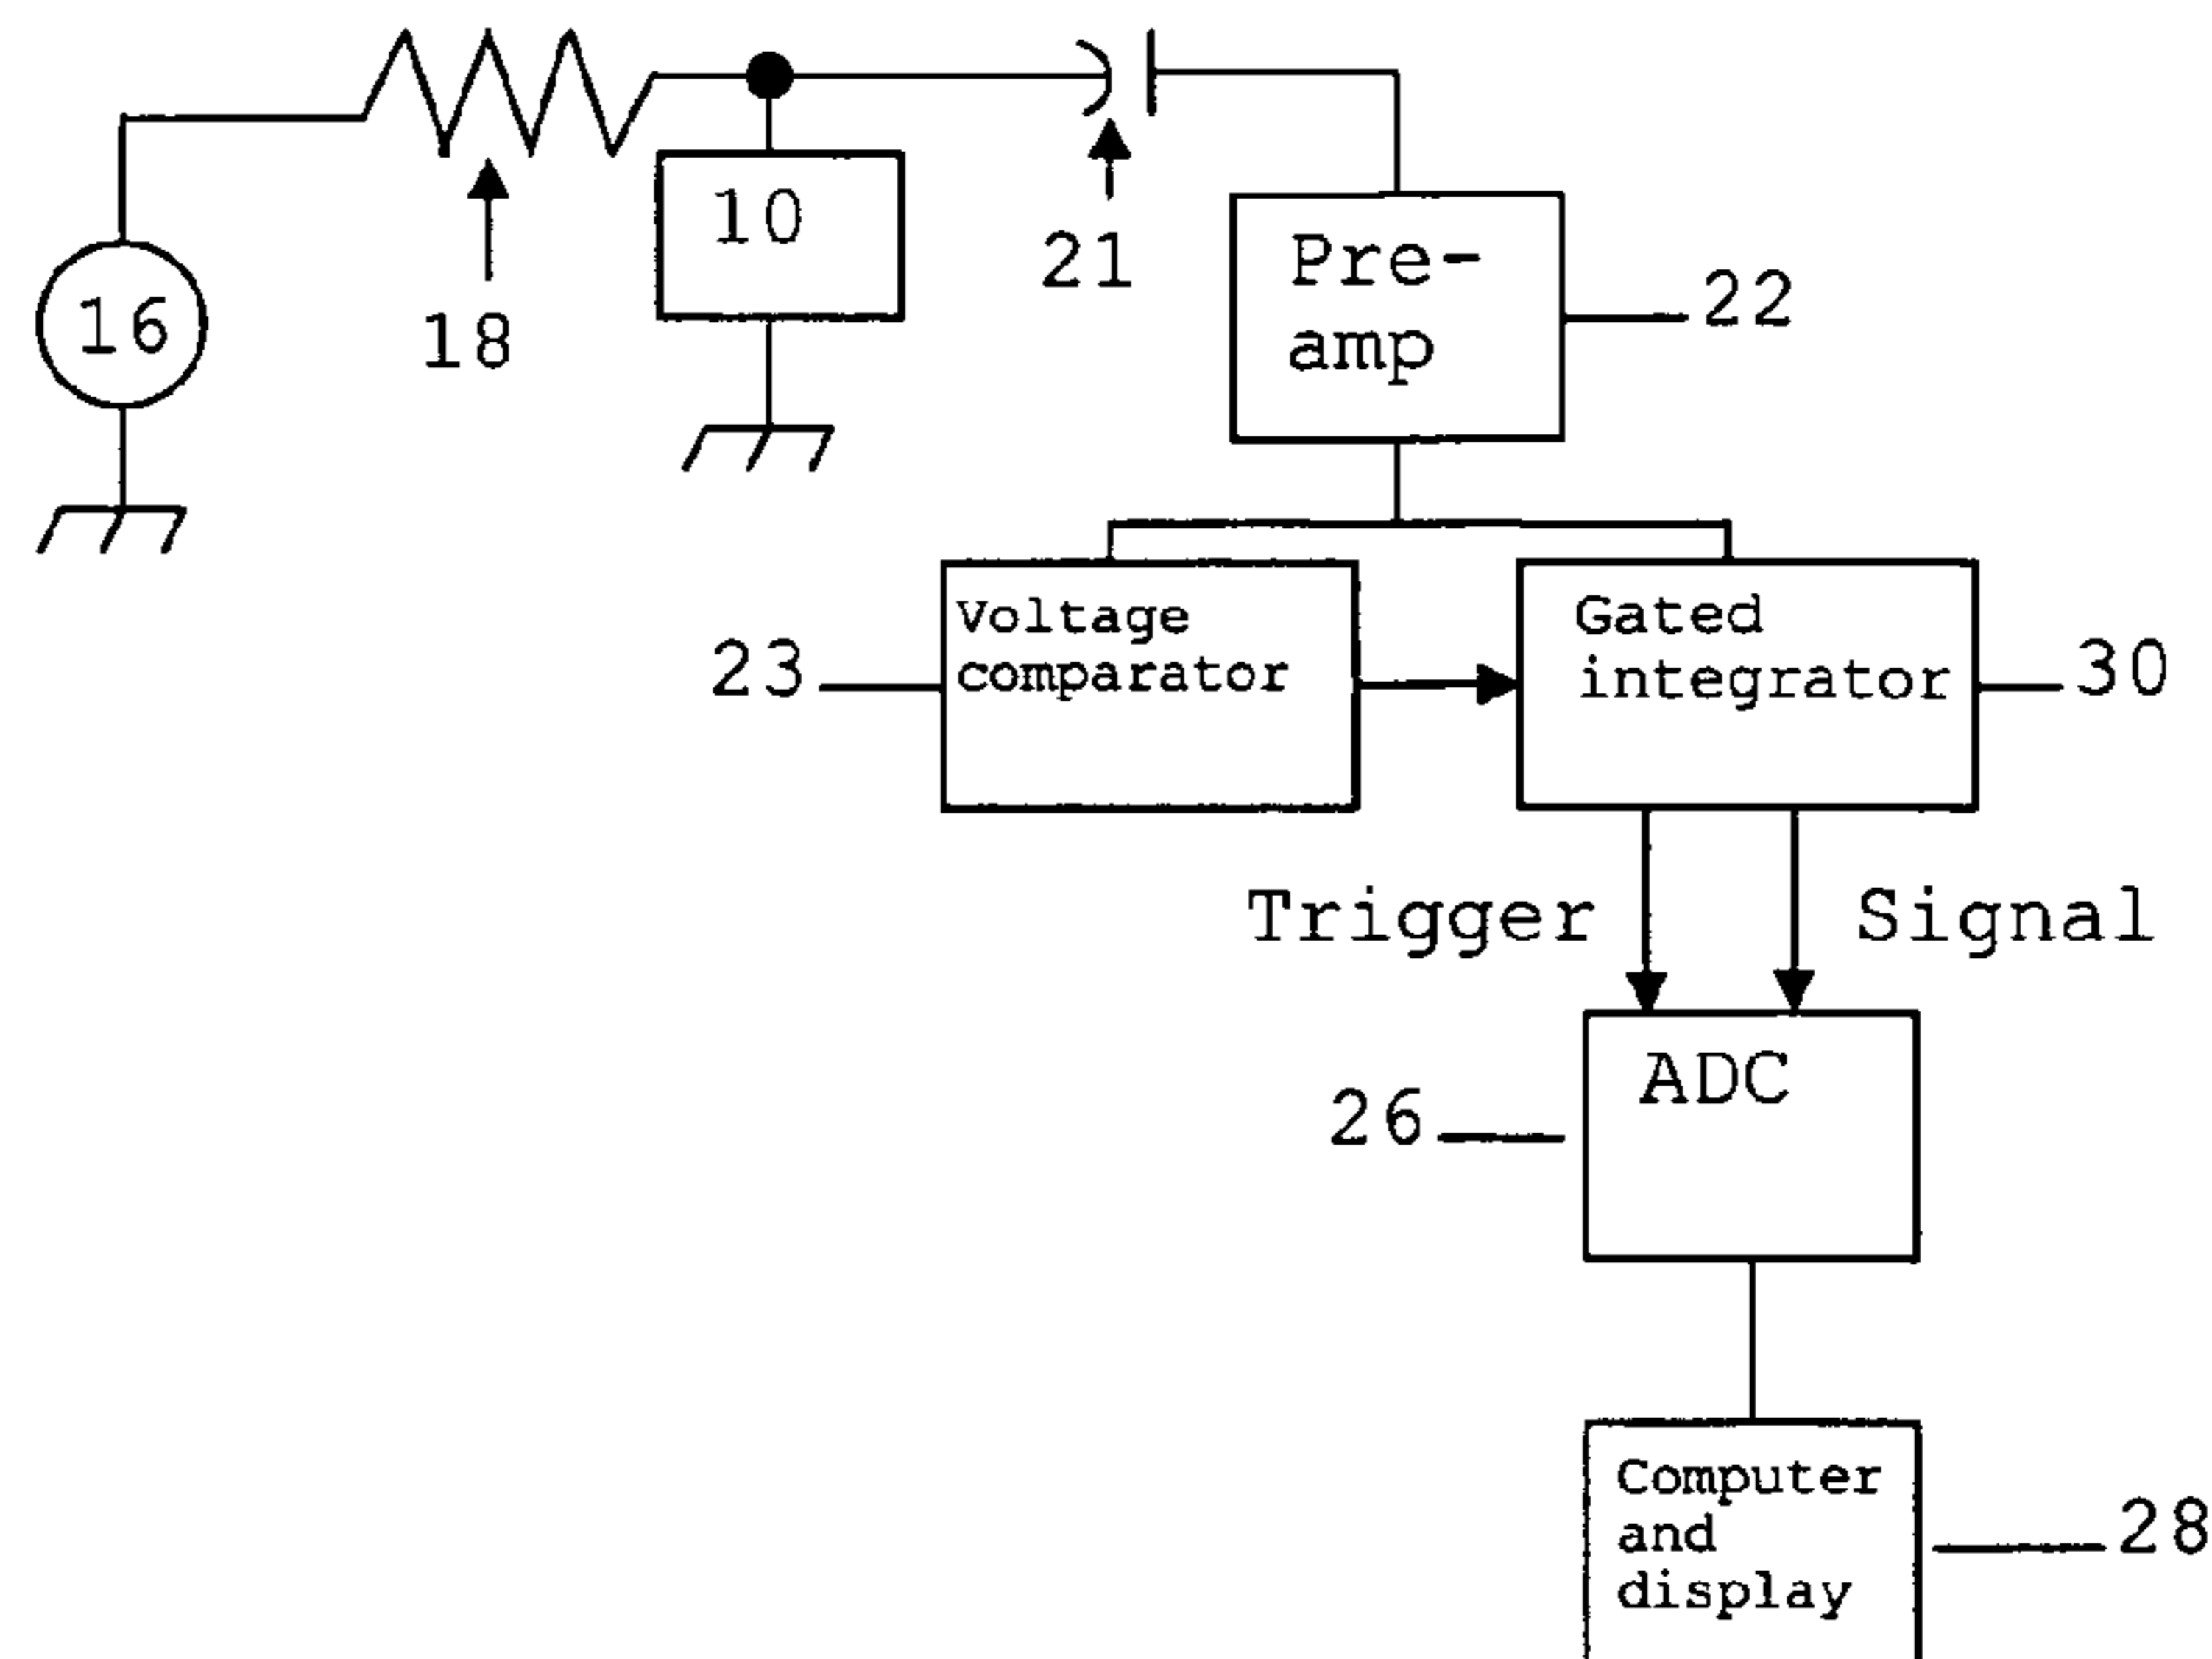 10
16
18
21
Pre-
amp
22
23
Voltage
comparator
Gated
integrator
30
Trigger
Signal
ADC
26
Computer
and
display
28